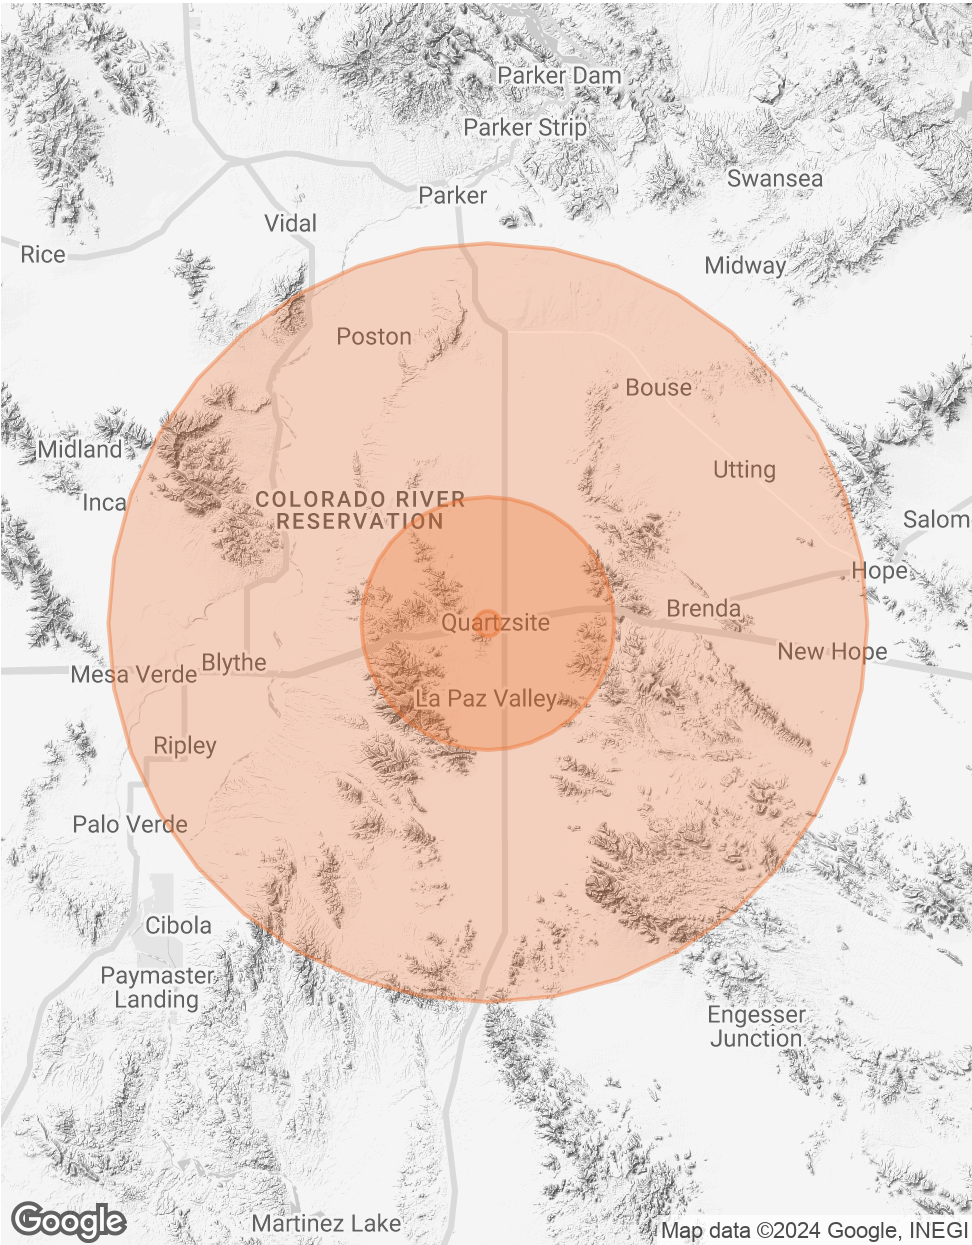 Parker Dam
Parker Strip
Swansea
Parker
Vidal
Rice
Midway
Poston
Bouse
Midland
Utting
Inca
COLORADO RIVER
RESERVATION
Salom
Hope
Brenda
Quartzsite
New Hope
Blythe
Mesa Verde
La Paz Valley
Ripley
Palo Verde
Cibola
Paymaster
Landing
Engesser
Junction
Martinez Lake
Google
Map data ©2024 Google, INEGI